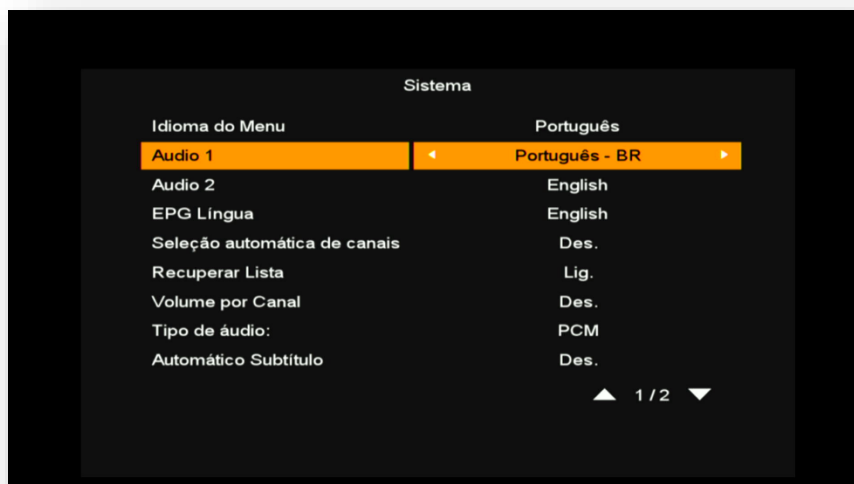 Sistema
Idioma do Menu Português
Audio 1 Português - BR
Audio 2 English
EPG Língua English
Seleção automática de canais Des.
Recuperar Lista Lig.
Volume por Canal Des.
Tipo de áudio: PCM
Automático Subtítulo Des.
1 / 2